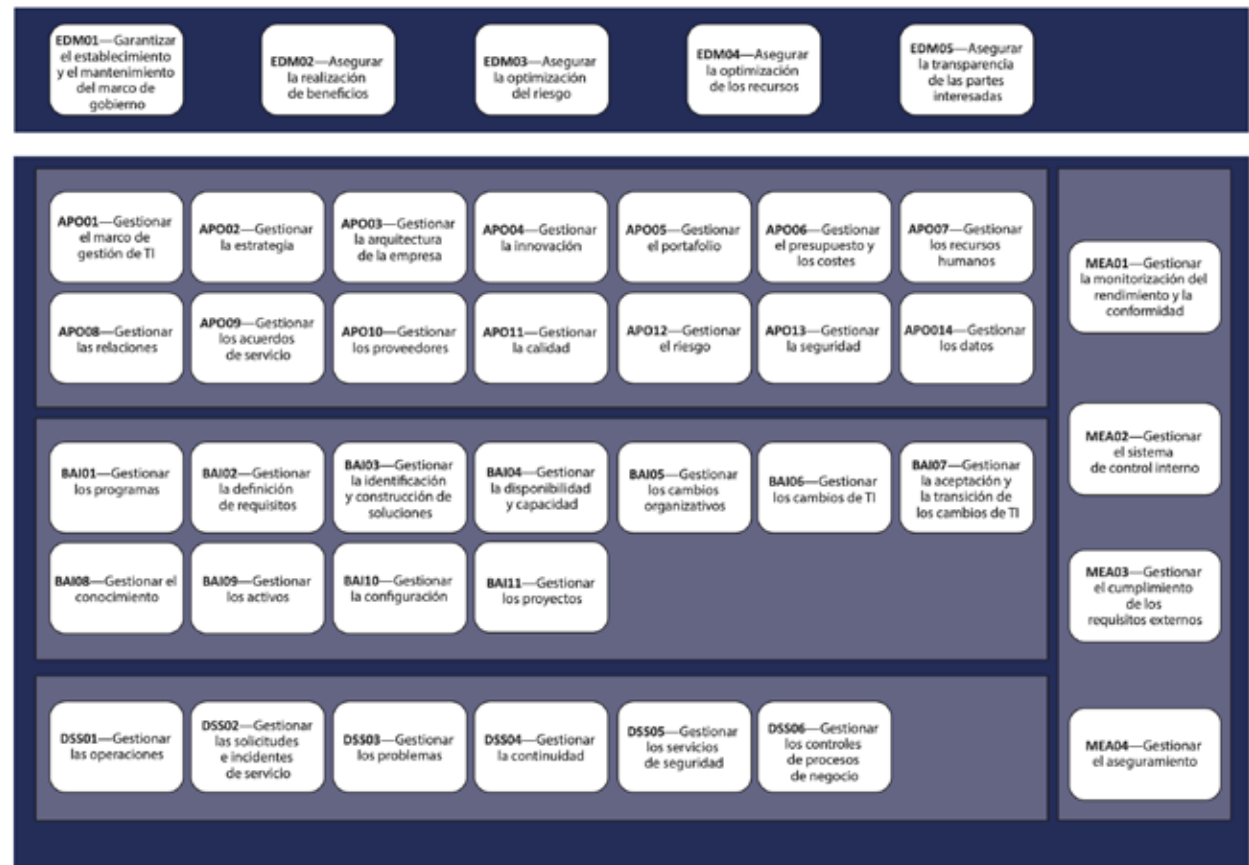 EDM01—Garantizar
el establecimiento
y el mantenimiento
del marco de
gobierno
EDM02—Asegurar
la realización
de beneficios
EDM03—Asegurar
la optimización
del riesgo
EDM04—Asegurar
la optimización
de los recursos
EDM05—Asegurar
la transparencia
de las partes
interesadas
APO01—Gestionar
el marco de
gestión de TI
APO02—Gestionar
la estrategia
APO03—Gestionar
la arquitectura
de la empresa
APO04—Gestionar
la innovación
APO05—Gestionar
el portafolio
APO06—Gestionar
el presupuesto y
los costes
APO07—Gestionar
los recursos
humanos
APO08—Gestionar
las relaciones
APO09—Gestionar
los acuerdos
de servicio
APO10—Gestionar
los proveedores
APO11—Gestionar
la calidad
APO12—Gestionar
el riesgo
APO13—Gestionar
la seguridad
APO014—Gestionar
los datos
BAI01—Gestionar
los programas
BAI02—Gestionar
la definición
de requisitos
BAI03—Gestionar
la identificación
y construcción de
soluciones
BAI04—Gestionar
la disponibilidad
y capacidad
BAI05—Gestionar
los cambios
organizativos
BAI06—Gestionar
los cambios de TI
BAI07—Gestionar
la aceptación y
la transición de
los cambios de TI
BAI08—Gestionar el
conocimiento
BAI09—Gestionar
los activos
BAI10—Gestionar
la configuración
BAI11—Gestionar
los proyectos
DSS01—Gestionar
las operaciones
DSS02—Gestionar
las solicitudes
e incidentes
de servicio
DSS03—Gestionar
los problemas
DSS04—Gestionar
la continuidad
DSS05—Gestionar
los servicios
de seguridad
DSS06—Gestionar
los controles
de procesos
de negocio
MEA01—Gestionar
la monitorización del
rendimiento y la
conformidad
MEA02—Gestionar
el sistema
de control interno
MEA03—Gestionar
el cumplimiento
de los
requisitos externos
MEA04—Gestionar
el aseguramiento